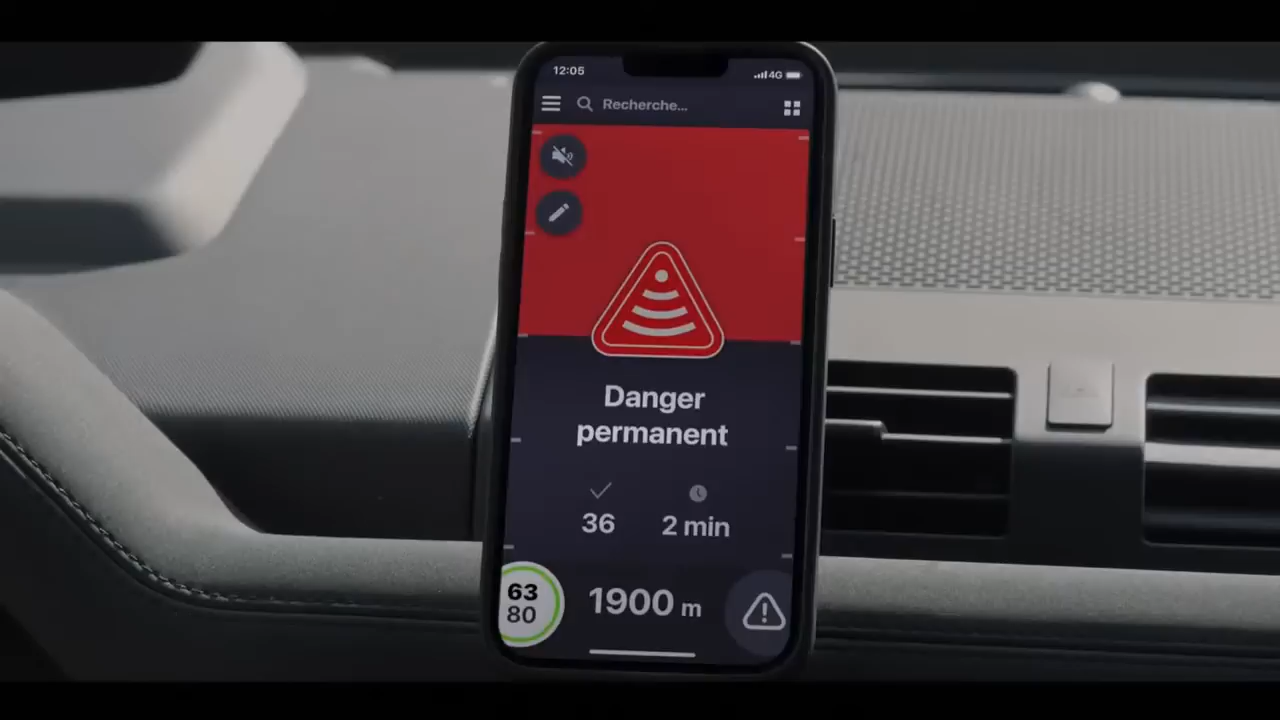 12:05
4G
Recherche...
Danger
permanent
36
2 min
63
80
1900 m